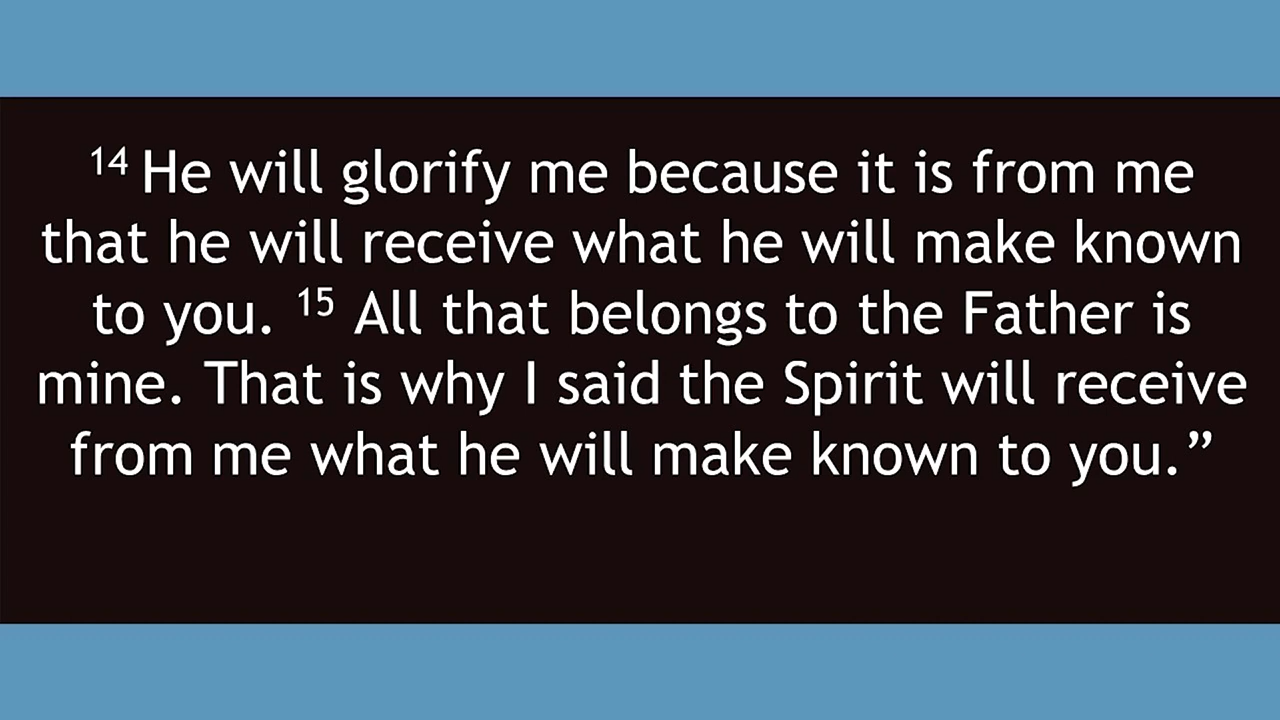 14 He will glorify me because it is from me
that he will receive what he will make known
to you. 15 All that belongs to the Father is
mine. That is why I said the Spirit will receive
from me what he will make known to you.”